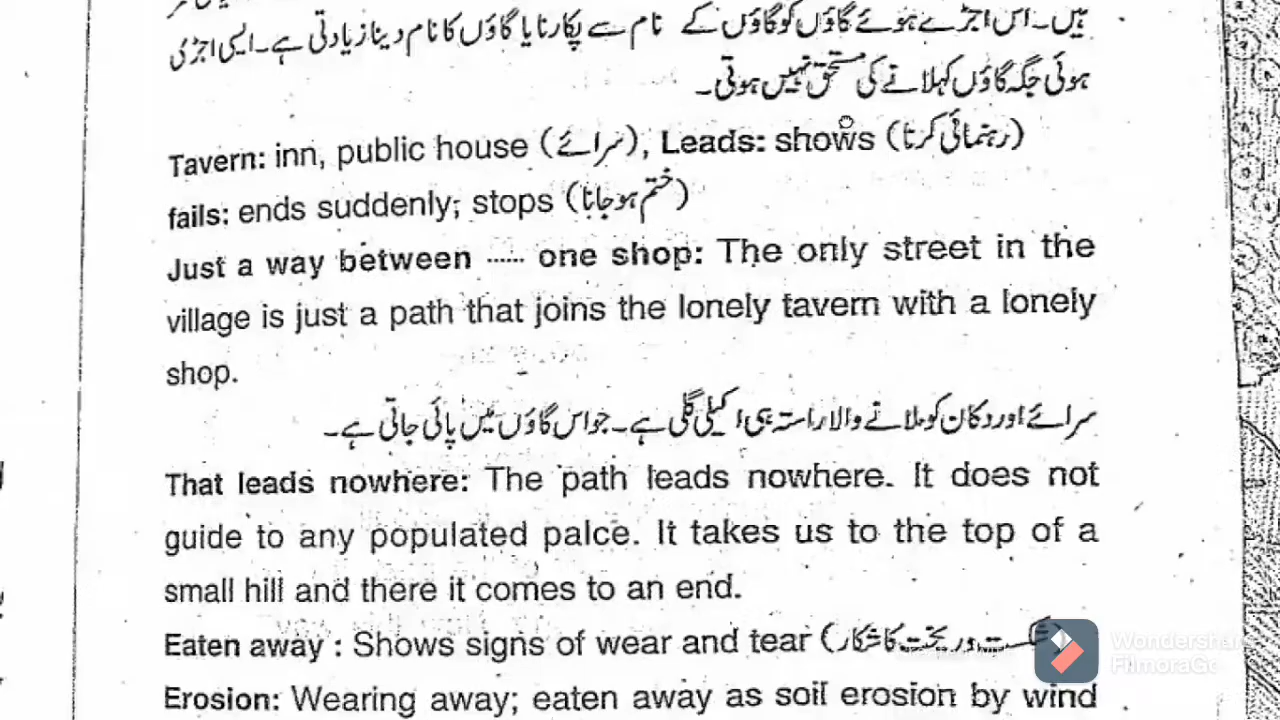 ہیں۔ اس اجڑے ہوئے گاؤں کو گاؤں کے نام سے پکارنا یا گاؤں کا نام دینا زیادتی ہے۔ ایسی اجڑی
ہوئی جگہ گاؤں کہلانے کی مستحق نہیں ہوتی۔
Tavern: inn, public house (سرائے), Leads: shows (رہنمائی کرنا)
fails: ends suddenly; stops (ختم ہو جانا)
Just a way between ...... one shop: The only street in the
village is just a path that joins the lonely tavern with a lonely
shop.
سرائے اور دکان کو ملانے والا راستہ ہی اکیلی گلی ہے۔ جو اس گاؤں میں پائی جاتی ہے۔
That leads nowhere: The path leads nowhere. It does not
guide to any populated palce. It takes us to the top of a
small hill and there it comes to an end.
Eaten away : Shows signs of wear and tear (شکست و ریخت کا شکار)
Erosion: Wearing away; eaten away as soil erosion by wind
Wondershare
FilmoraGo